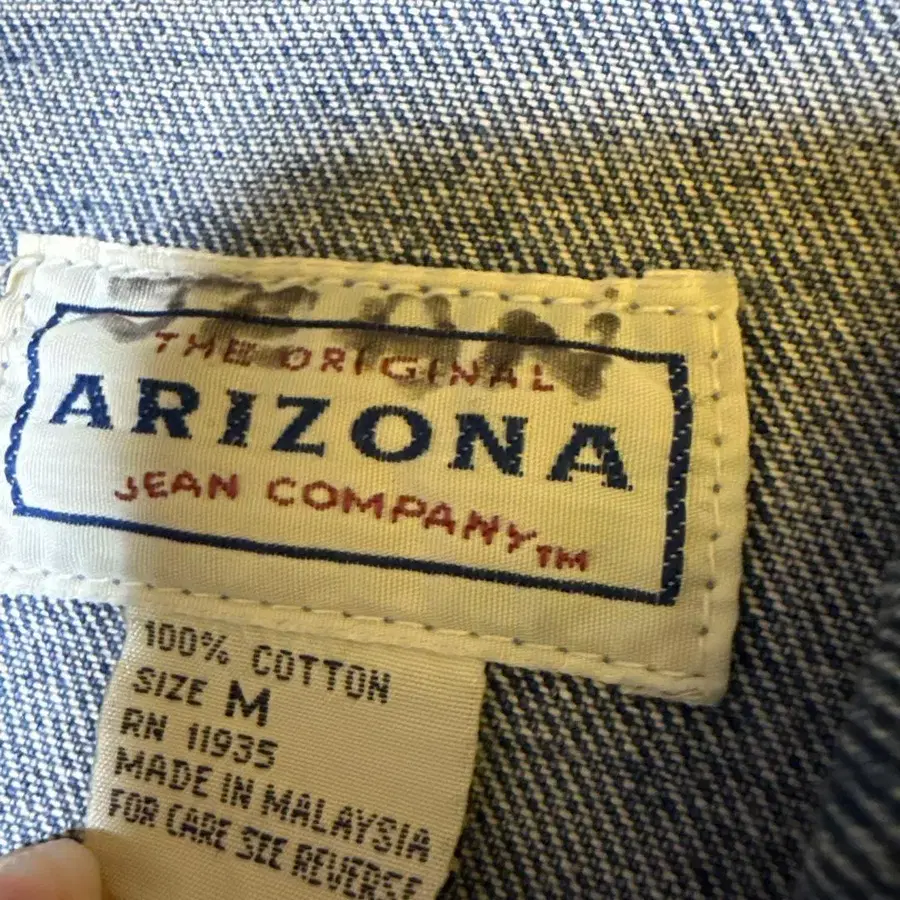 THE ORIGINAL
ARIZONA
JEAN COMPANY™
100% COTTON
SIZE M
RN 11935
MADE IN MALAYSIA
FOR CARE SEE REVERSE